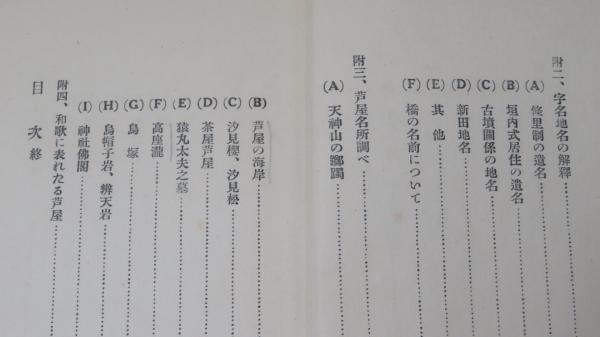 附二、字名地名の解釋
(A) 條里制の遺名
(B) 垣内式居住の遺名
(C) 古墳關係の地名
(D) 新田地名
(E) 其他
(F) 橋の名前について
附三、芦屋名所調べ
(A) 天神山の躑躅
(B) 芦屋の海岸
(C) 汐見櫻、汐見松
(D) 茶屋芦屋
(E) 猿丸太夫之墓
(F) 高座瀧
(G) 鳥塚
(H) 烏帽子岩、辨天岩
(I) 神社佛閣
附四、和歌に表れたる芦屋
目次終